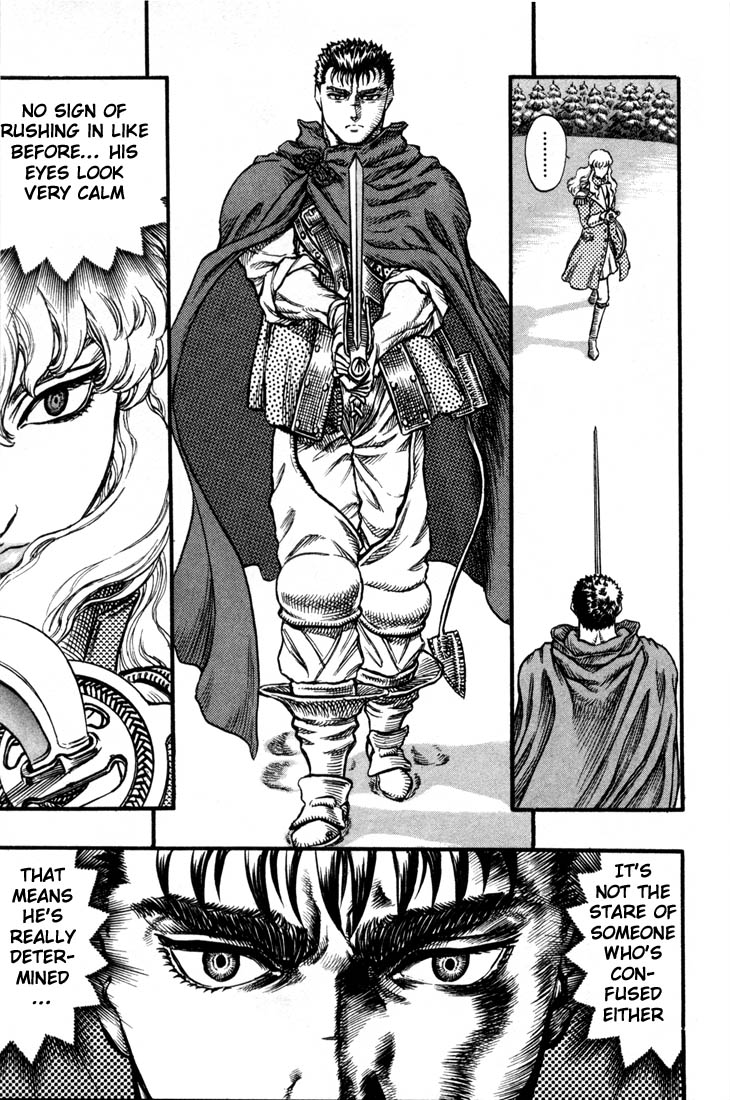 .......
NO SIGN OF
RUSHING IN LIKE
BEFORE... HIS
EYES LOOK
VERY CALM
IT'S
NOT THE
STARE OF
SOMEONE
WHO'S
CON-
FUSED
EITHER
THAT
MEANS
HE'S
REALLY
DETER-
MINED
...